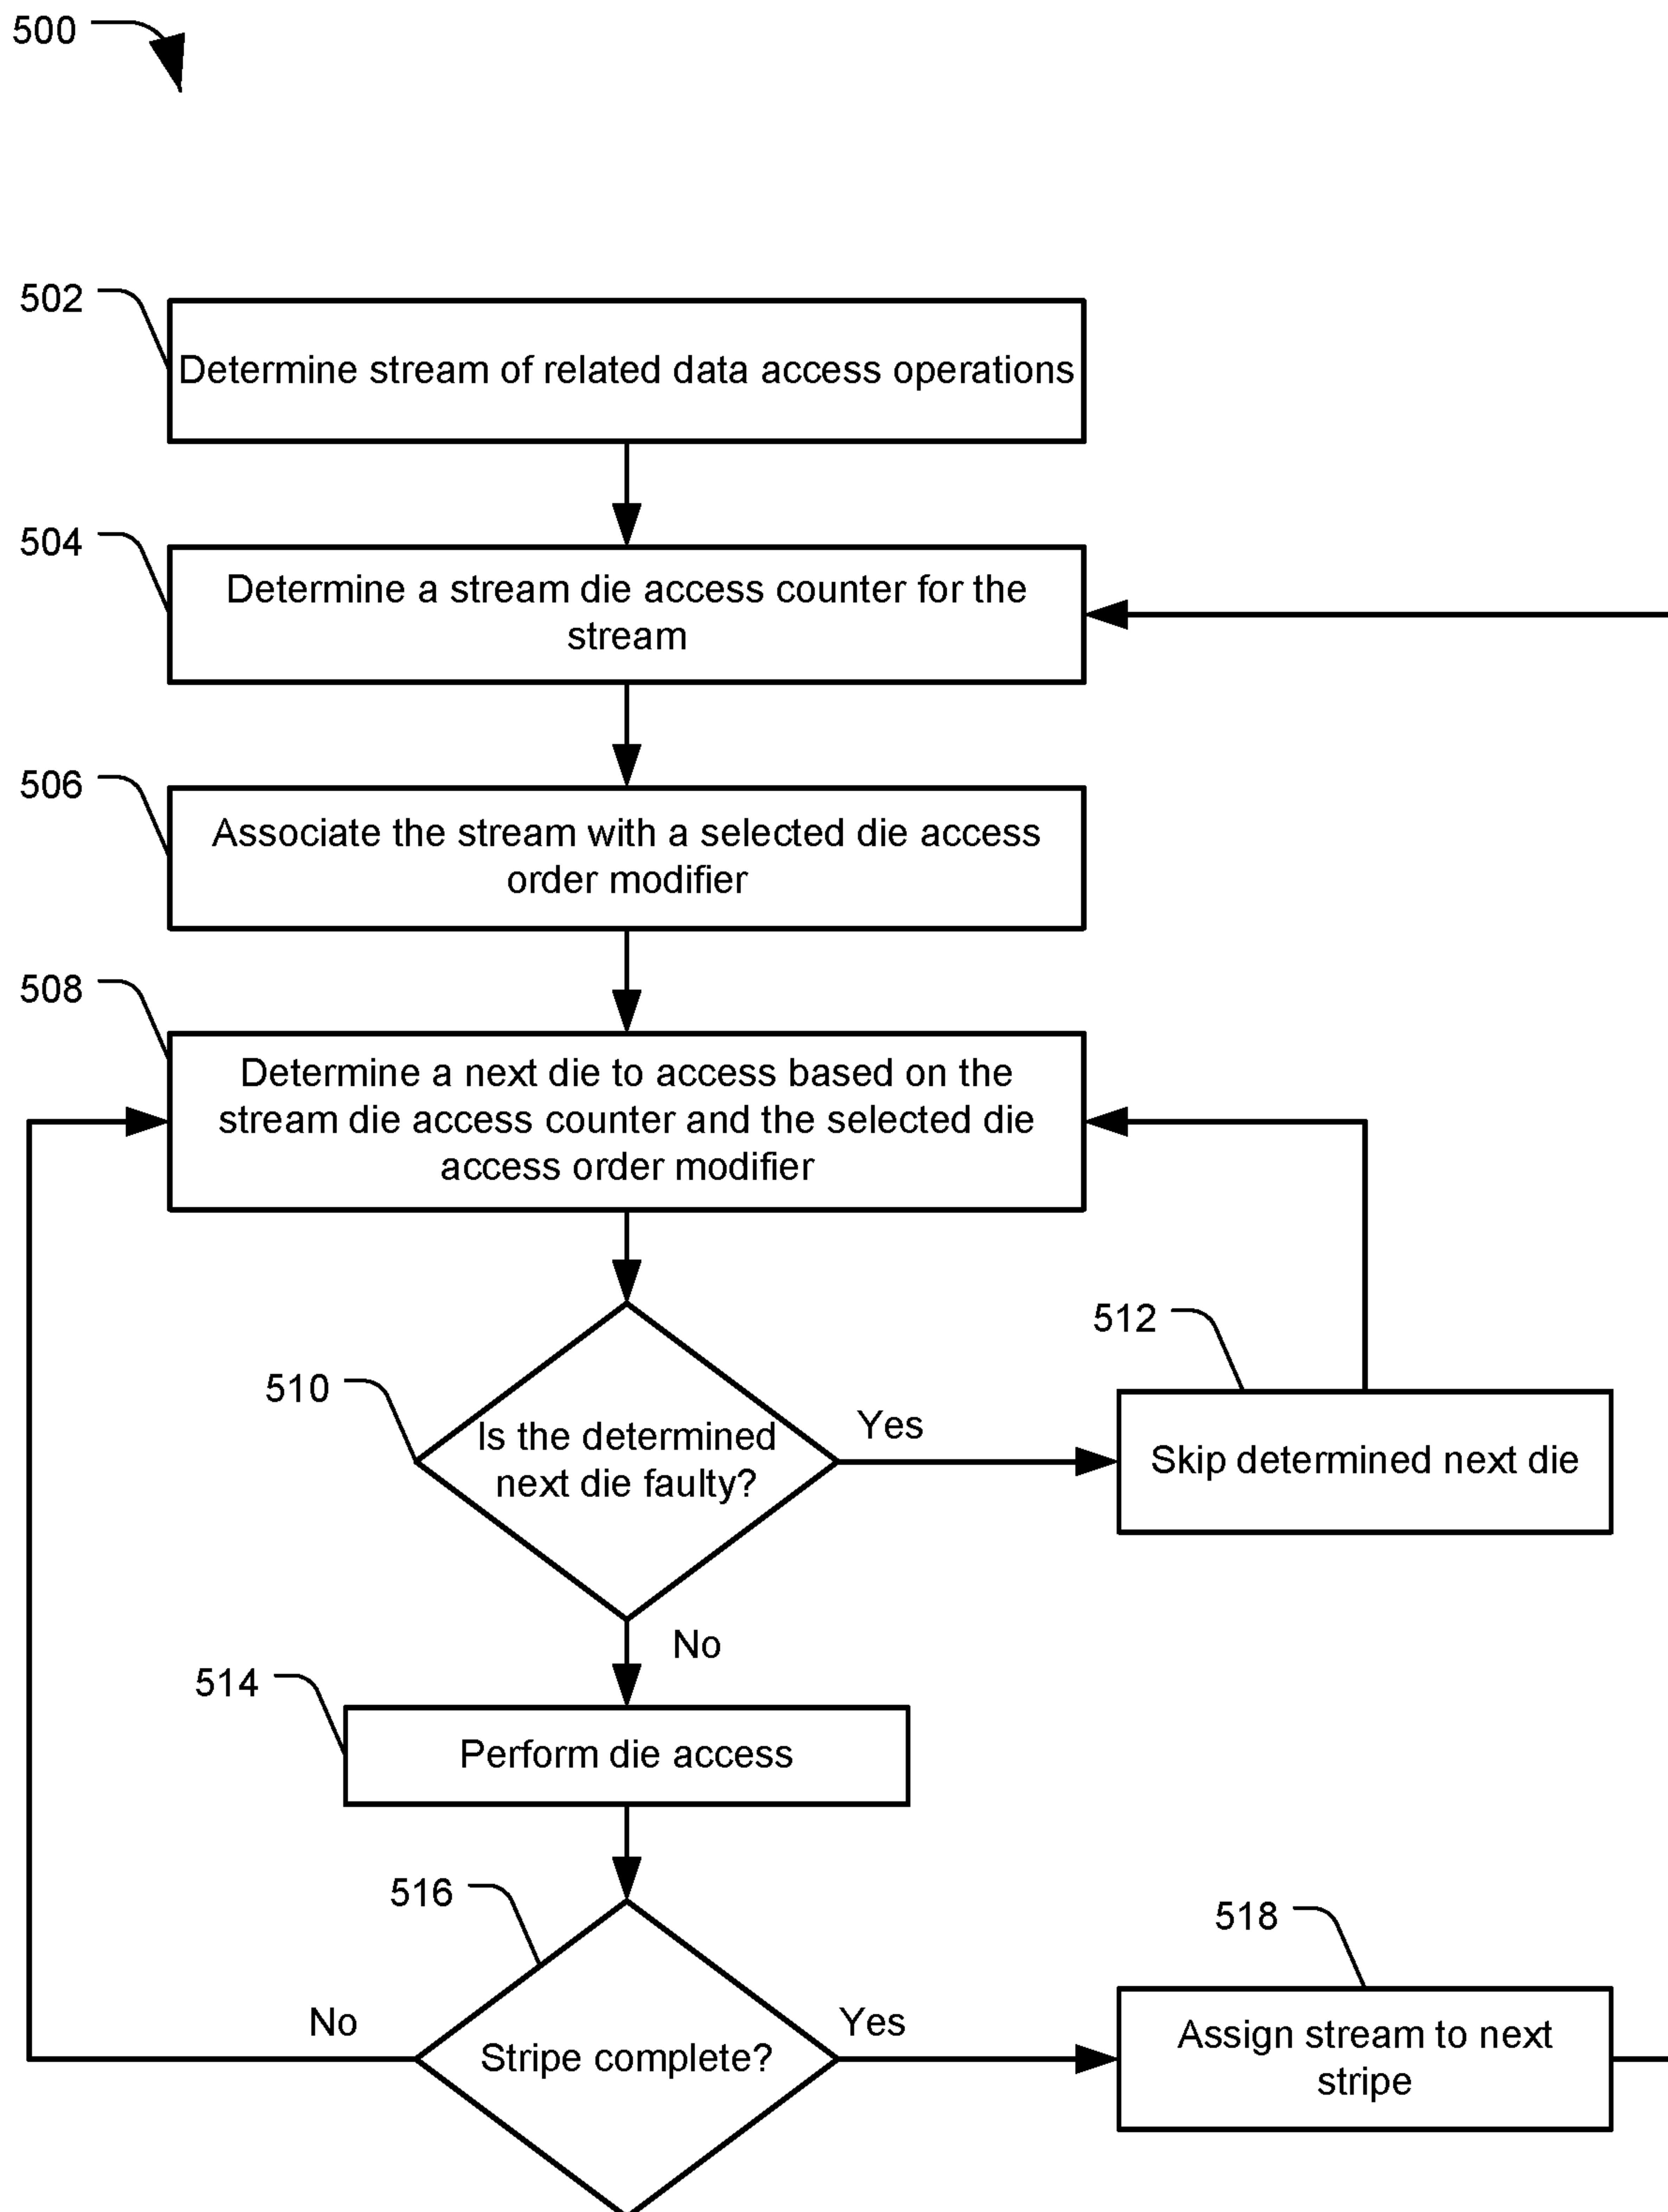 500
502
Determine stream of related data access operations
504
Determine a stream die access counter for the
stream
506
Associate the stream with a selected die access
order modifier
508
Determine a next die to access based on the
stream die access counter and the selected die
access order modifier
510
Is the determined
next die faulty?
Yes
512
Skip determined next die
No
514
Perform die access
516
Stripe complete?
No
Yes
518
Assign stream to next
stripe